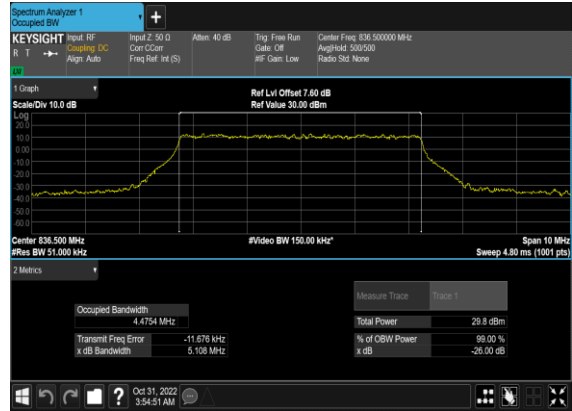 Spectrum Analyzer 1
Occupied BW
+
KEYSIGHT Input: RF Input Z: 50 Ω Atten: 40 dB Trig: Free Run Center Freq: 836.500000 MHz
R T Coupling: DC Corr CCorr Gate: Off Avg|Hold: 500/500
Align: Auto Freq Ref: Int (S) #IF Gain: Low Radio Std: None
1 Graph
Ref Lvl Offset 7.60 dB
Scale/Div 10.0 dB Ref Value 30.00 dBm
Log
20.0
10.0
0.00
-10.0
-20.0
-30.0
-40.0
-50.0
-60.0
Center 836.500 MHz #Video BW 150.00 kHz* Span 10 MHz
#Res BW 51.000 kHz Sweep 4.80 ms (1001 pts)
2 Metrics
Measure Trace Trace 1
Occupied Bandwidth
4.4754 MHz Total Power 29.8 dBm
Transmit Freq Error -11.676 kHz % of OBW Power 99.00 %
x dB Bandwidth 5.108 MHz x dB -26.00 dB
? Oct 31, 2022
3:54:51 AM